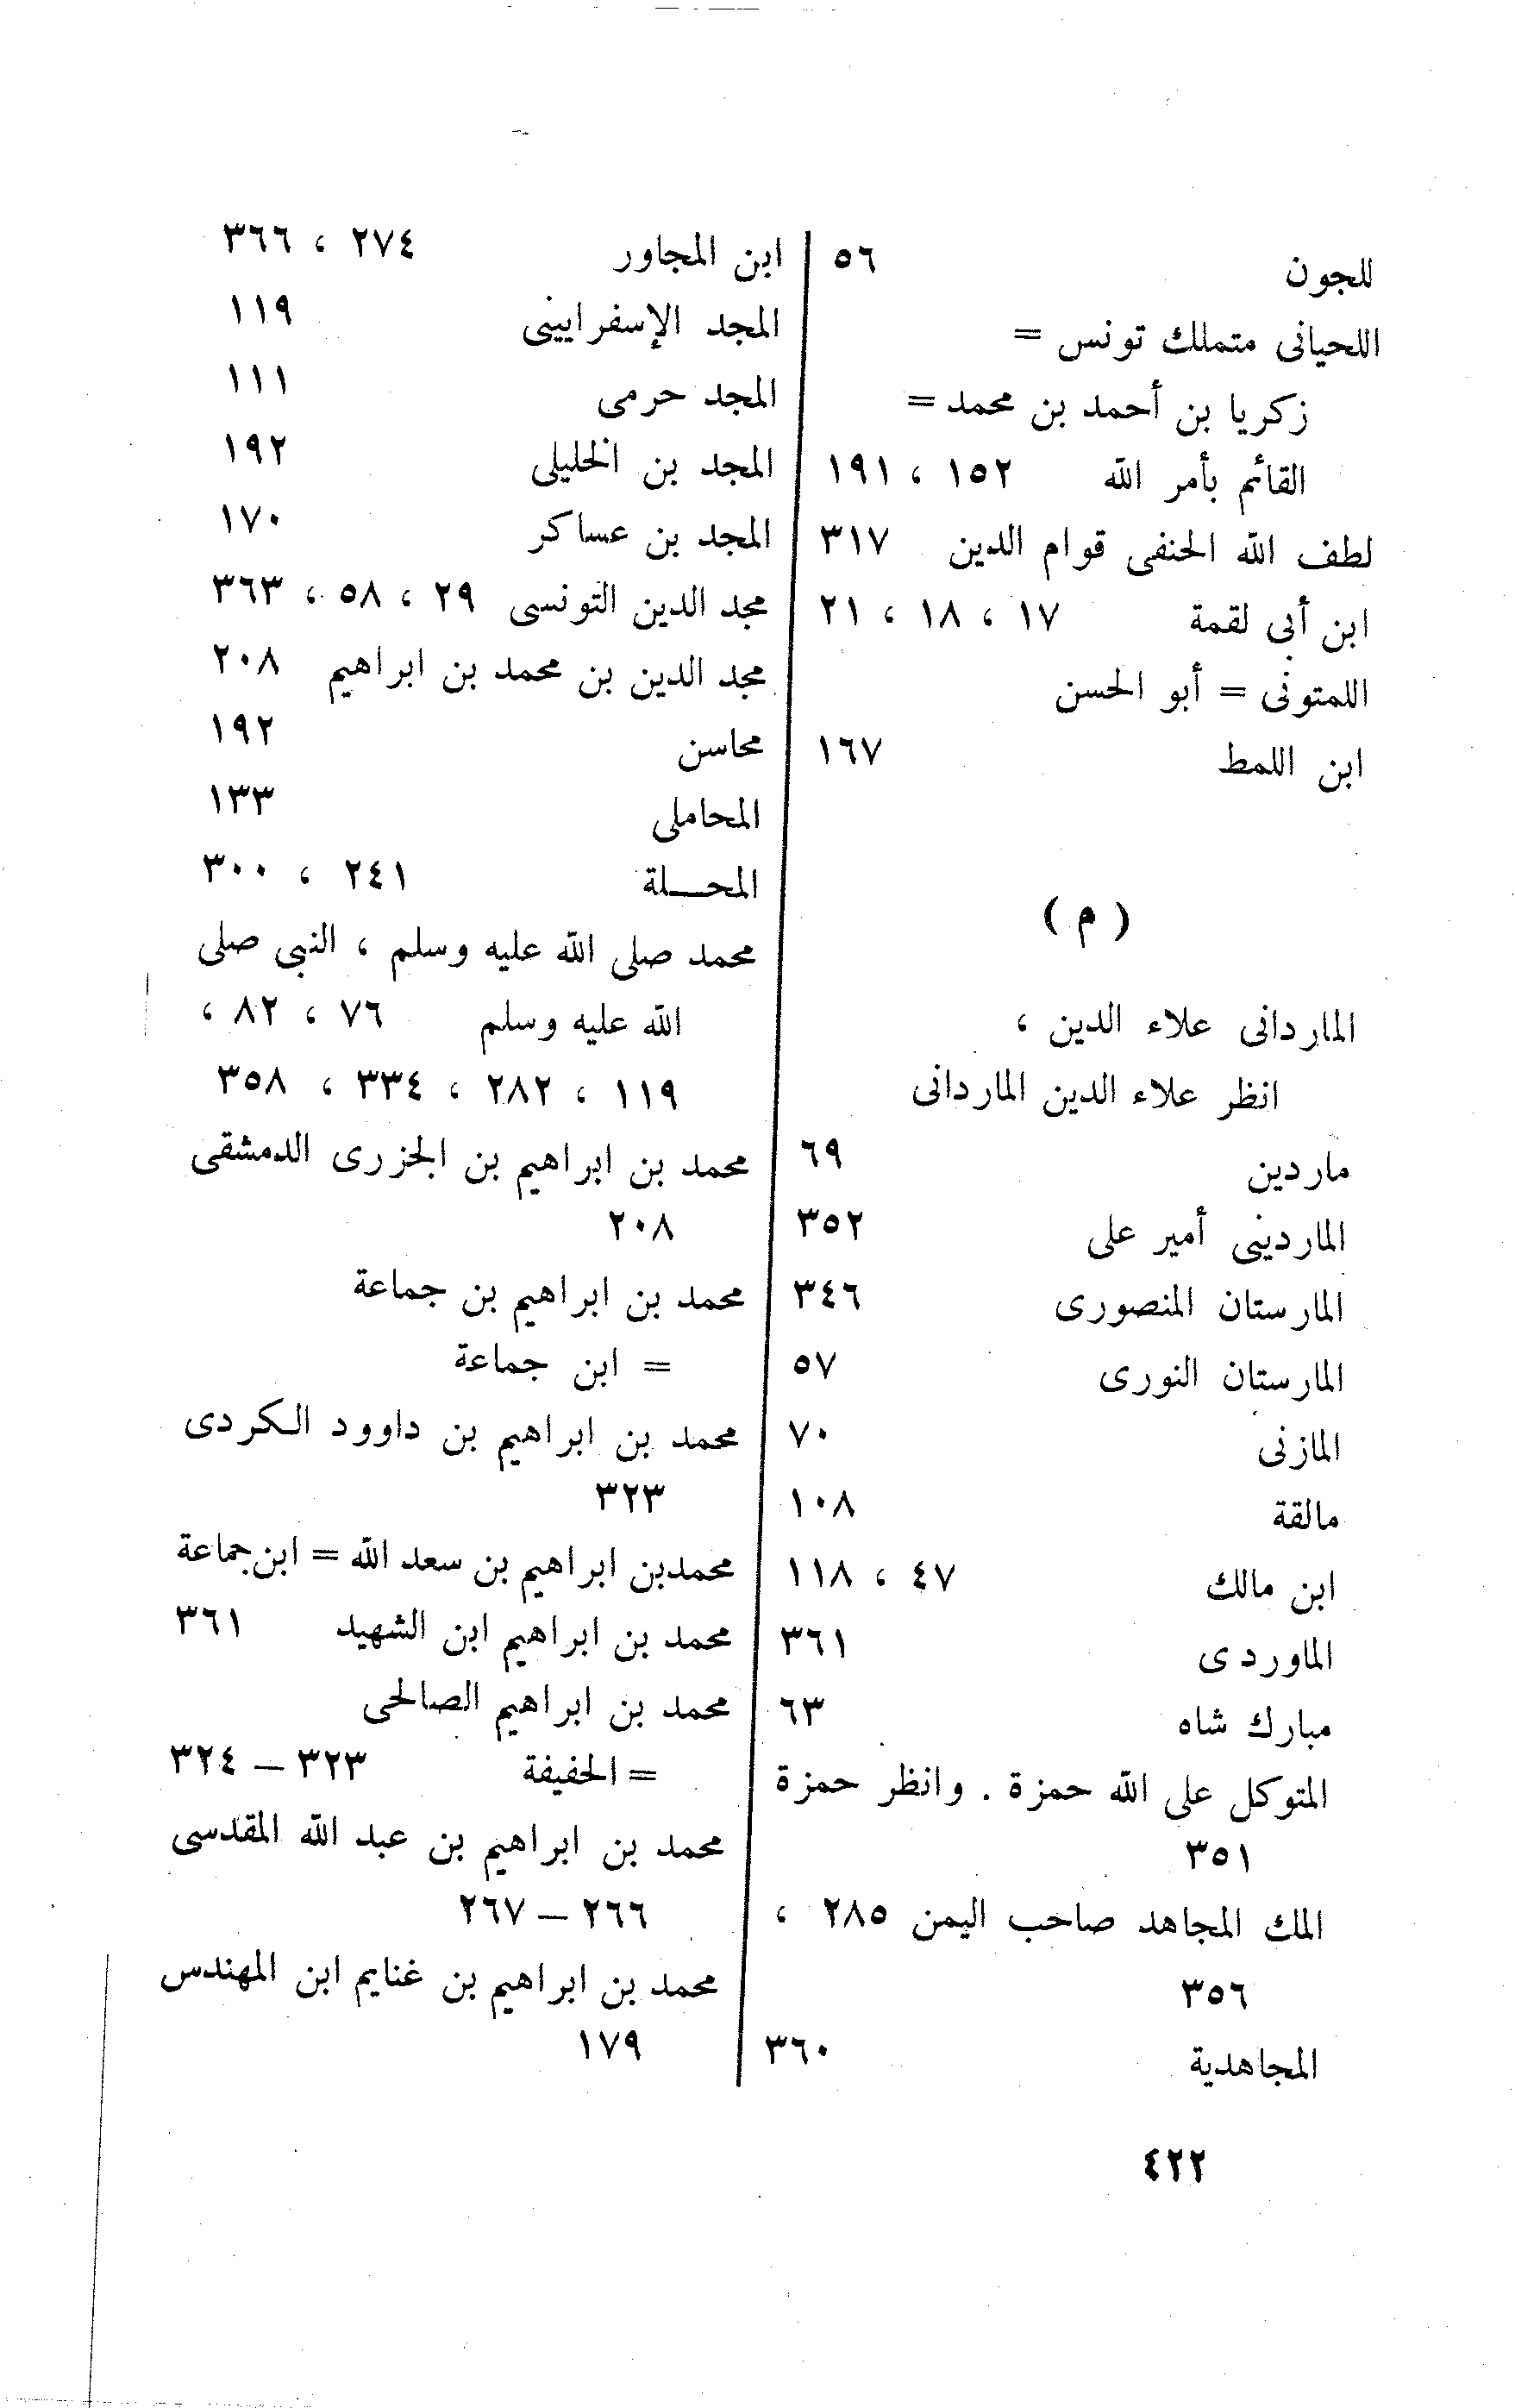 للجون ٥٦
اللحيانى متملك تونس =
زكريا بن أحمد بن محمد =
القائم بأمر الله ١٥٢ ، ١٩١
لطف الله الحنفى قوام الدين ٣١٧
ابن أبى لقمة ١٧ ، ١٨ ، ٢١
اللمتونى = أبو الحسن
ابن اللمط ١٦٧
( م )
الماردانى علاء الدين ،
انظر علاء الدين الماردانى
ماردين ٦٩
الماردينى أمير على ٣٥٢
المارستان المنصورى ٣٤٦
المارستان النورى ٥٧
المازنى ٧٠
مالقة ١٠٨
ابن مالك ٤٧ ، ١١٨
الماوردى ٣٦١
مبارك شاه ٦٣
المتوكل على الله حمزة . وانظر حمزة
٣٥١
الملك المجاهد صاحب اليمن ٢٨٥ ،
٣٥٦
المجاهدية ٣٦٠
ابن المجاور ٢٧٤ ، ٣٦٦
المجد الإسفرايينى ١١٩
المجد حرمى ١١١
المجد بن الخليلى ١٩٢
المجد بن عساكر ١٧٠
مجد الدين التونسى ٢٩ ، ٥٨ ، ٣٦٣
مجد الدين بن محمد بن ابراهيم ٢٠٨
محاسن ١٩٢
المحاملى ١٣٣
المحـــلة ٢٤١ ، ٣٠٠
محمد صلى الله عليه وسلم ، النبى صلى
الله عليه وسلم ٧٦ ، ٨٢ ،
١١٩ ، ٢٨٢ ، ٣٣٤ ، ٣٥٨
محمد بن ابراهيم بن الجزرى الدمشقى
٢٠٨
محمد بن ابراهيم بن جماعة
= ابن جماعة
محمد بن ابراهيم بن داوود الكردى
٣٢٣
محمدبن ابراهيم بن سعد الله = ابن جماعة
محمد بن ابراهيم ابن الشهيد ٣٦١
محمد بن ابراهيم الصالحى
= الحفيفة ٣٢٣ – ٣٢٤
محمد بن ابراهيم بن عبد الله المقدسى
٢٦٦ – ٢٦٧
محمد بن ابراهيم بن غنايم ابن المهندس
١٧٩
٤٢٢